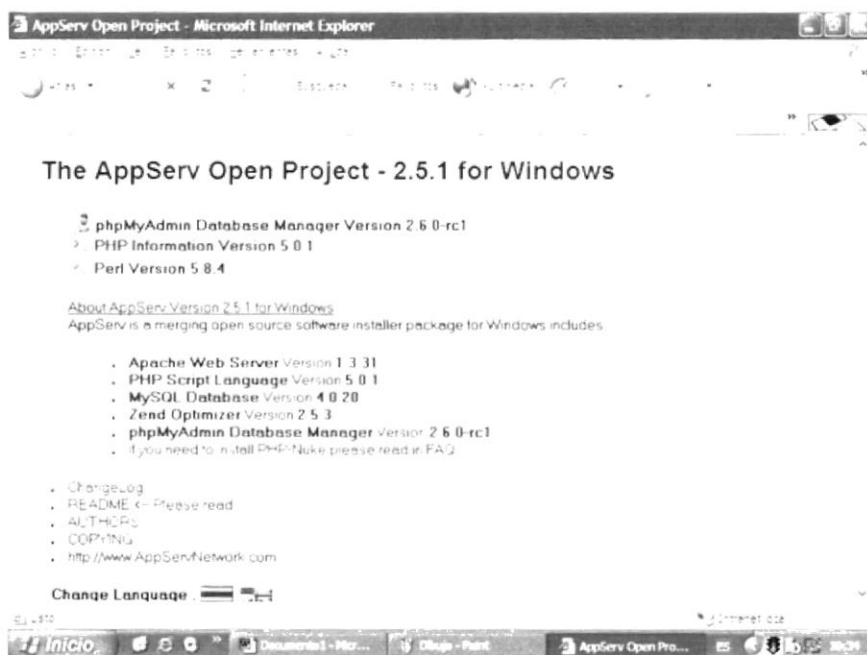 AppServ Open Project - Microsoft Internet Explorer
The AppServ Open Project - 2.5.1 for Windows
phpMyAdmin Database Manager Version 2.6.0-rc1
PHP Information Version 5.0.1
Perl Version 5.8.4
About AppServ Version 2.5.1 for Windows
AppServ is a merging open source software installer package for Windows includes
Apache Web Server Version 1.3.31
PHP Script Language Version 5.0.1
MySQL Database Version 4.0.20
Zend Optimizer Version 2.5.3
phpMyAdmin Database Manager Version 2.6.0-rc1
If you need to install PHP-Nuke please read in FAQ
ChangeLog
README <- Please read
AUTHORS
COPYING
http://www.AppServNetwork.com
Change Language :
Inicio
Documento1 - Micr...
Dibujo - Paint
AppServ Open Pro...
ES